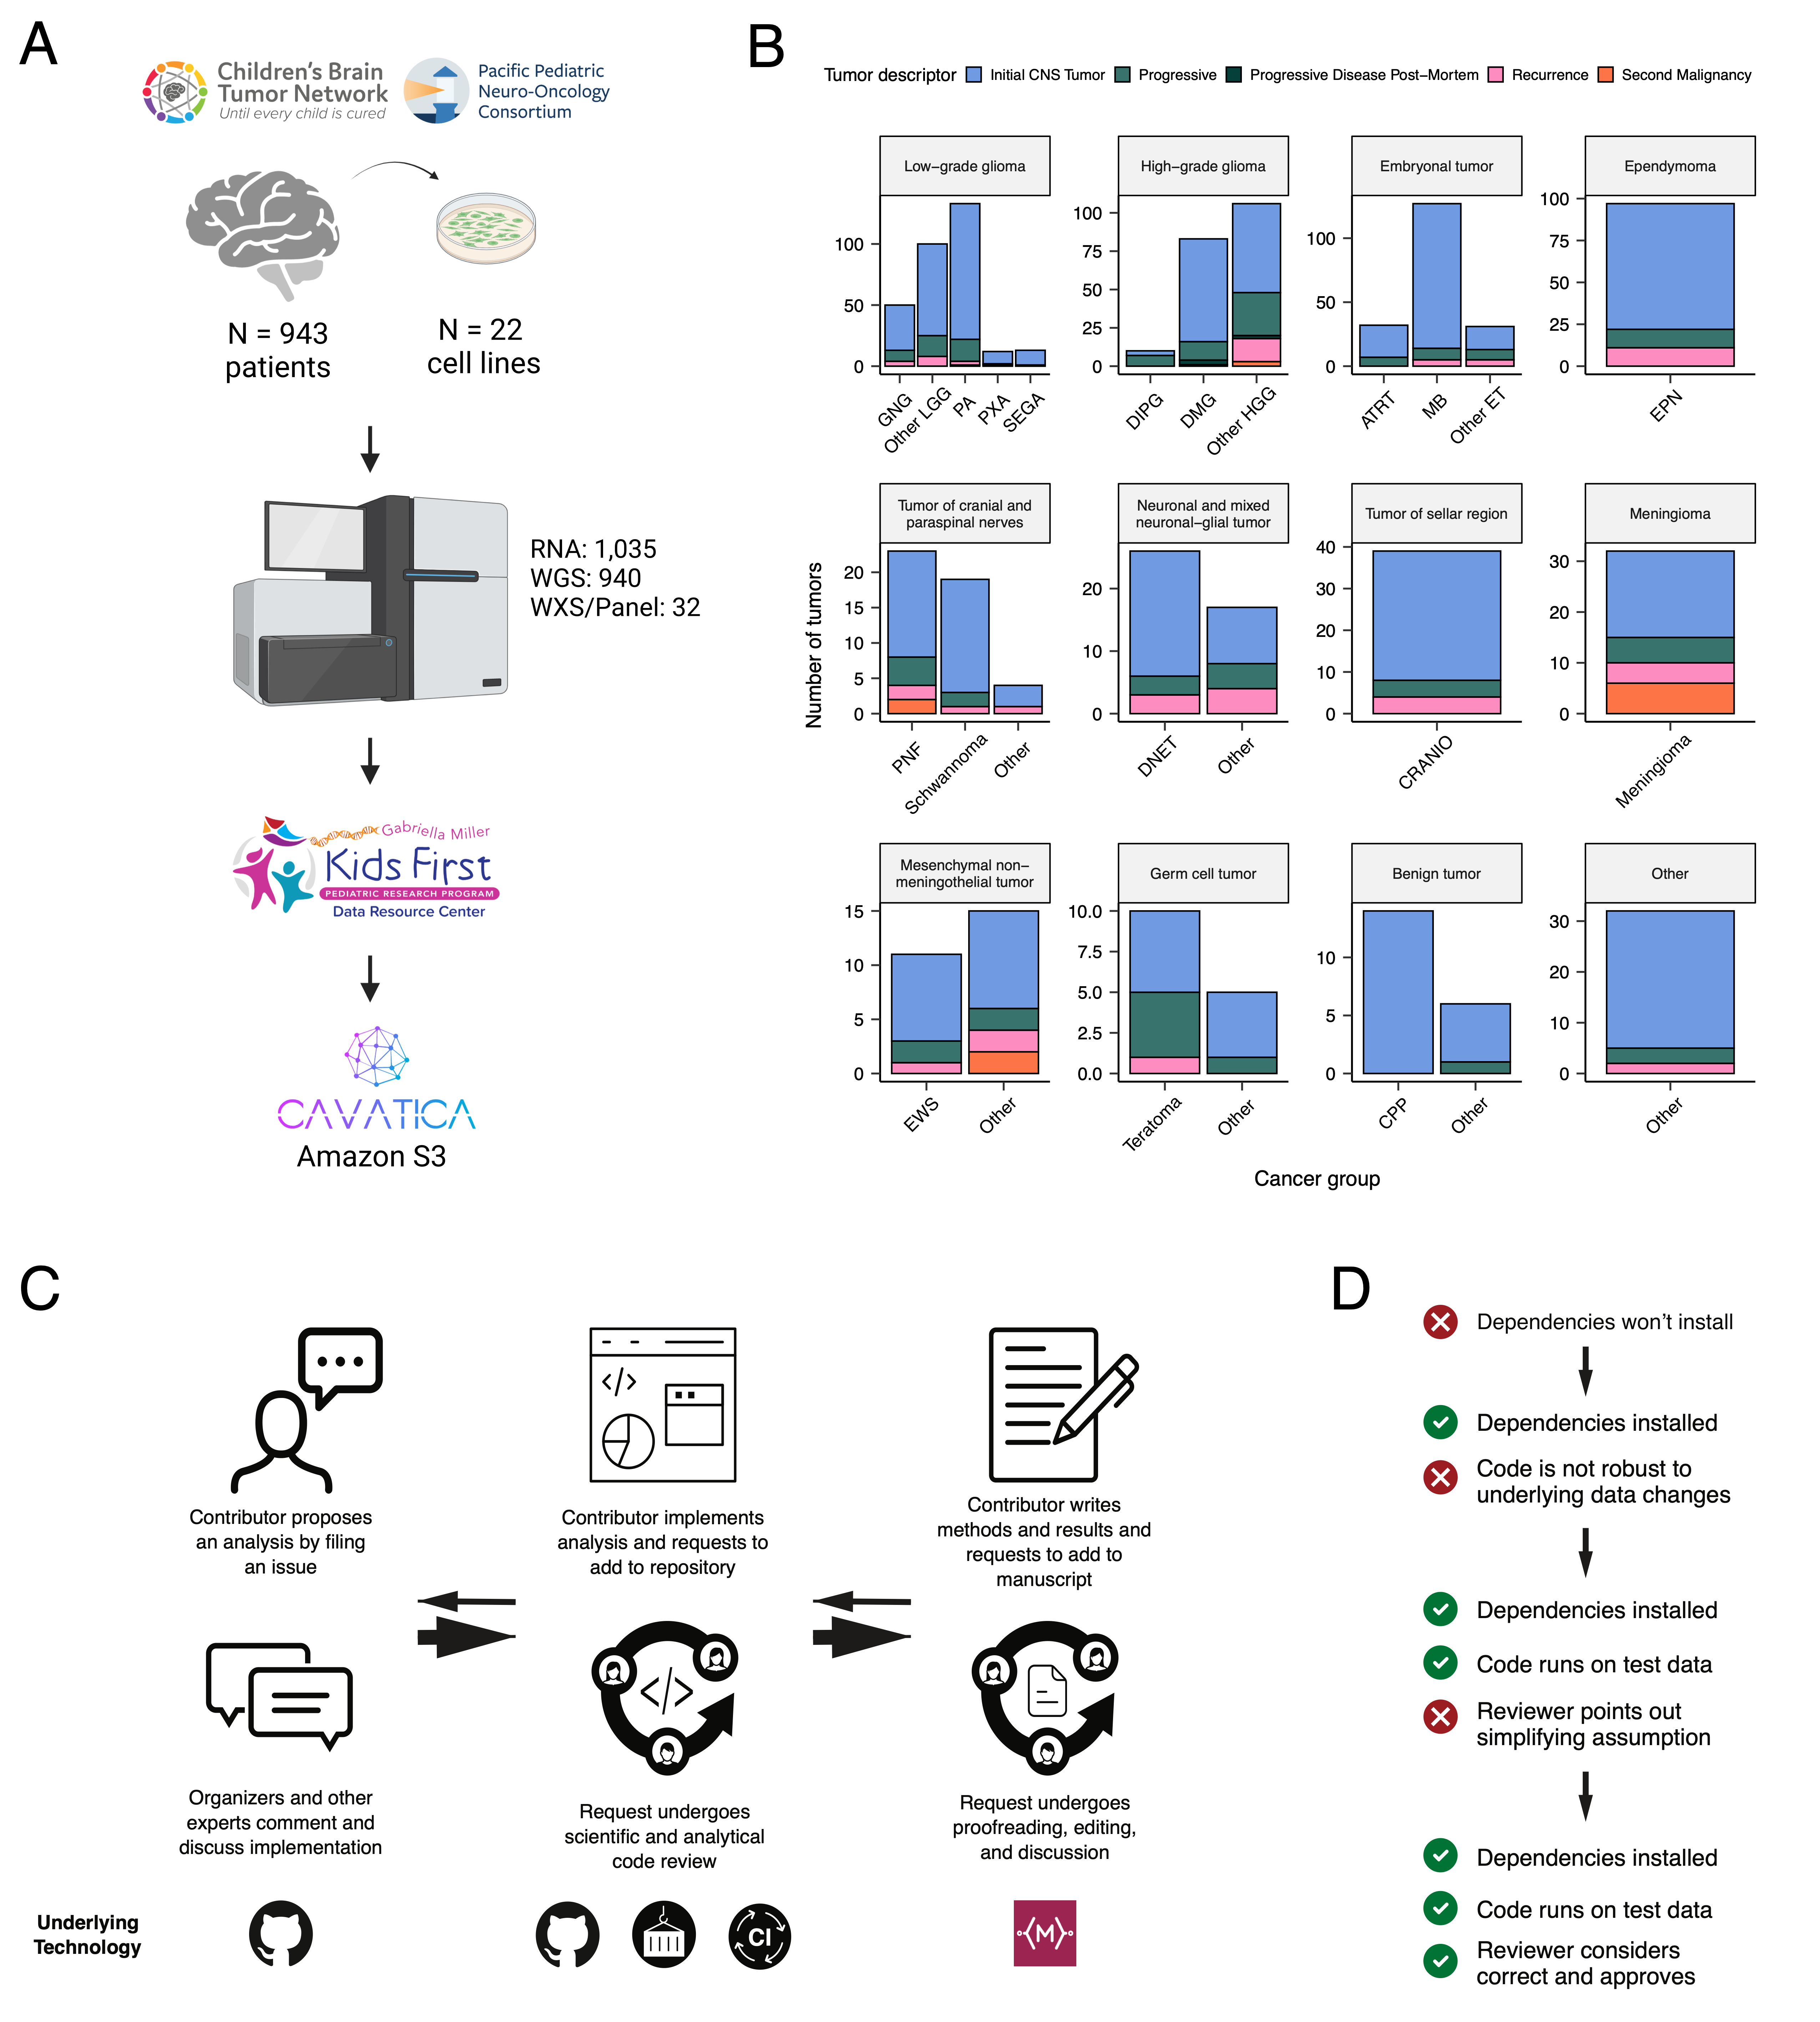 A
Children's Brain
Tumor Network
Until every child is cured
Pacific Pediatric
Neuro-Oncology
Consortium
N = 943
patients
N = 22
cell lines
RNA: 1,035
WGS: 940
WXS/Panel: 32
Gabriella Miller
Kids First
PEDIATRIC RESEARCH PROGRAM
Data Resource Center
CAVATICA
Amazon S3
B
Tumor descriptor Initial CNS Tumor Progressive Progressive Disease Post−Mortem Recurrence Second Malignancy
Number of tumors
Low−grade glioma
100
50
0
GNG
Other LGG
PA
PXA
SEGA
High−grade glioma
100
75
50
25
0
DIPG
DMG
Other HGG
Embryonal tumor
100
50
0
ATRT
MB
Other ET
Ependymoma
100
75
50
25
0
EPN
Tumor of cranial and
paraspinal nerves
20
15
10
5
0
PNF
Schwannoma
Other
Neuronal and mixed
neuronal−glial tumor
20
10
0
DNET
Other
Tumor of sellar region
40
30
20
10
0
CRANIO
Meningioma
30
20
10
0
Meningioma
Mesenchymal non−
meningothelial tumor
15
10
5
0
EWS
Other
Germ cell tumor
10.0
7.5
5.0
2.5
0.0
Teratoma
Other
Benign tumor
10
5
0
CPP
Other
Other
30
20
10
0
Other
Cancer group
C
Contributor proposes
an analysis by filing
an issue
Contributor implements
analysis and requests to
add to repository
Contributor writes
methods and results and
requests to add to
manuscript
Organizers and other
experts comment and
discuss implementation
Request undergoes
scientific and analytical
code review
Request undergoes
proofreading, editing,
and discussion
Underlying
Technology
CI
M
D
Dependencies won't install
Dependencies installed
Code is not robust to
underlying data changes
Dependencies installed
Code runs on test data
Reviewer points out
simplifying assumption
Dependencies installed
Code runs on test data
Reviewer considers
correct and approves